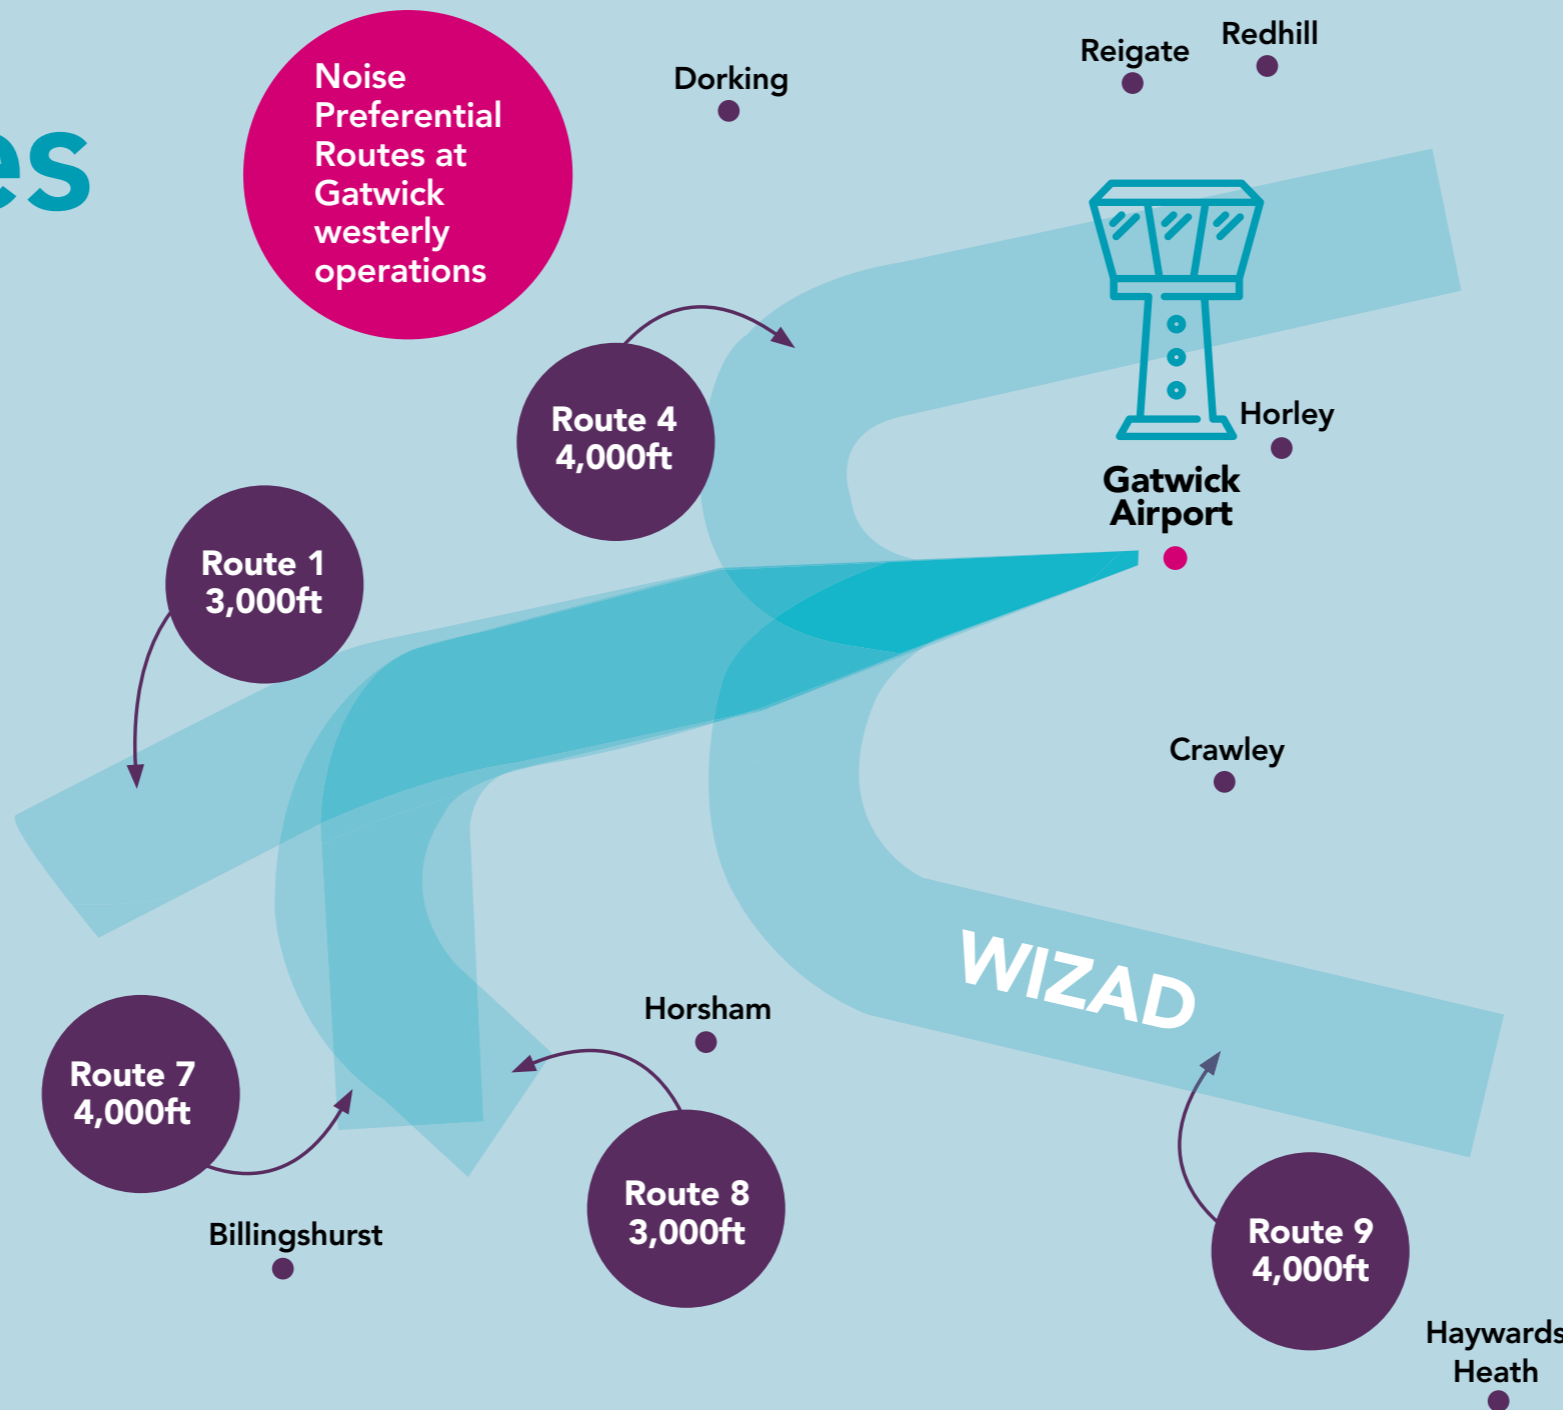 es
Noise
Preferential
Routes at
Gatwick
westerly
operations
Dorking
Reigate
Redhill
Route 4
4,000ft
Horley
Gatwick
Airport
Route 1
3,000ft
Crawley
WIZAD
Horsham
Route 7
4,000ft
Route 8
3,000ft
Billingshurst
Route 9
4,000ft
Haywards
Heath